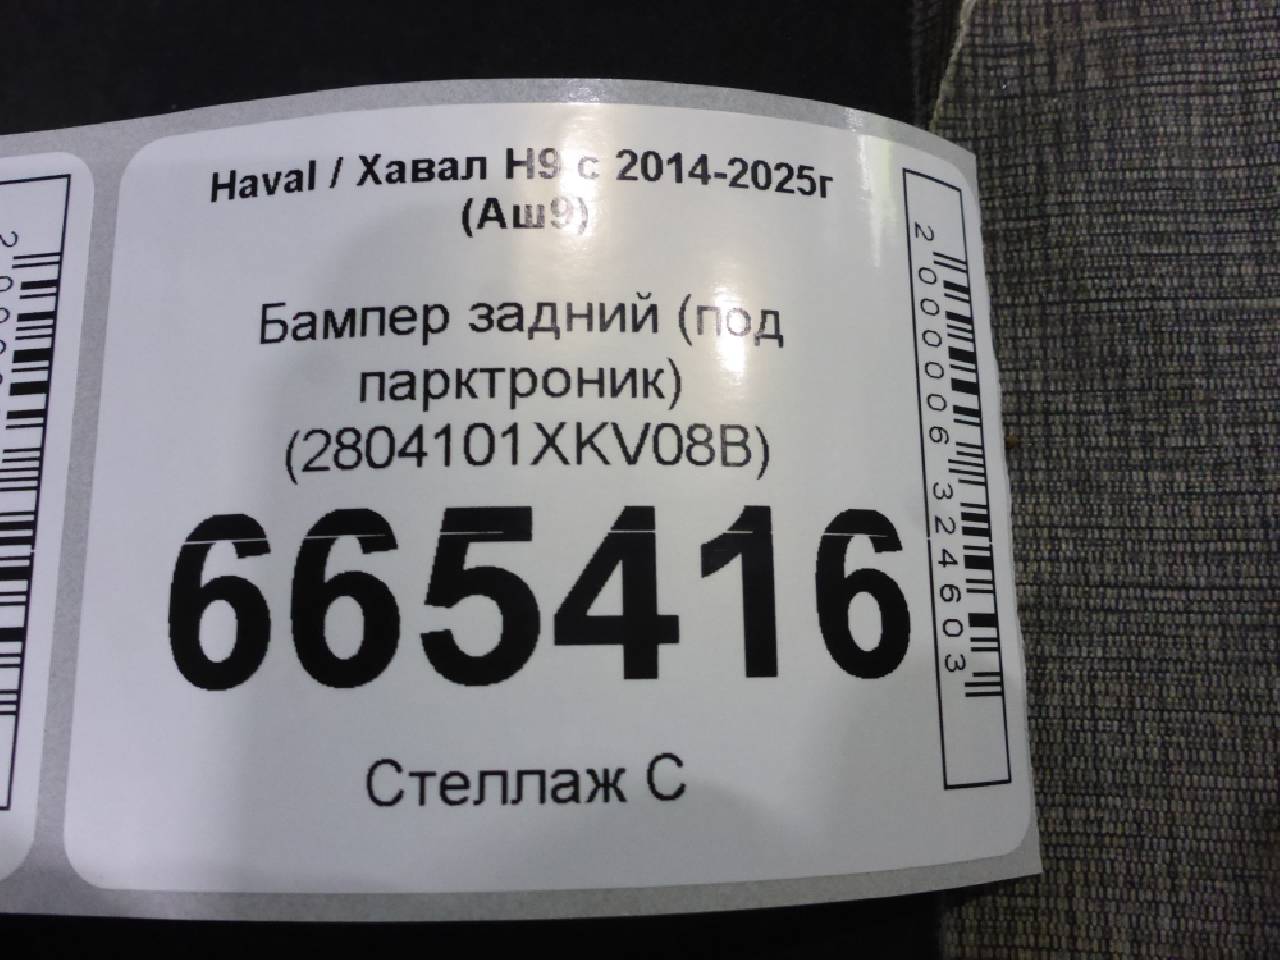 Haval / Хавал H9 с 2014-2025г
(Аш9)
Бампер задний (под
парктроник)
(2804101XKV08B)
665416
Стеллаж С
2000006324603